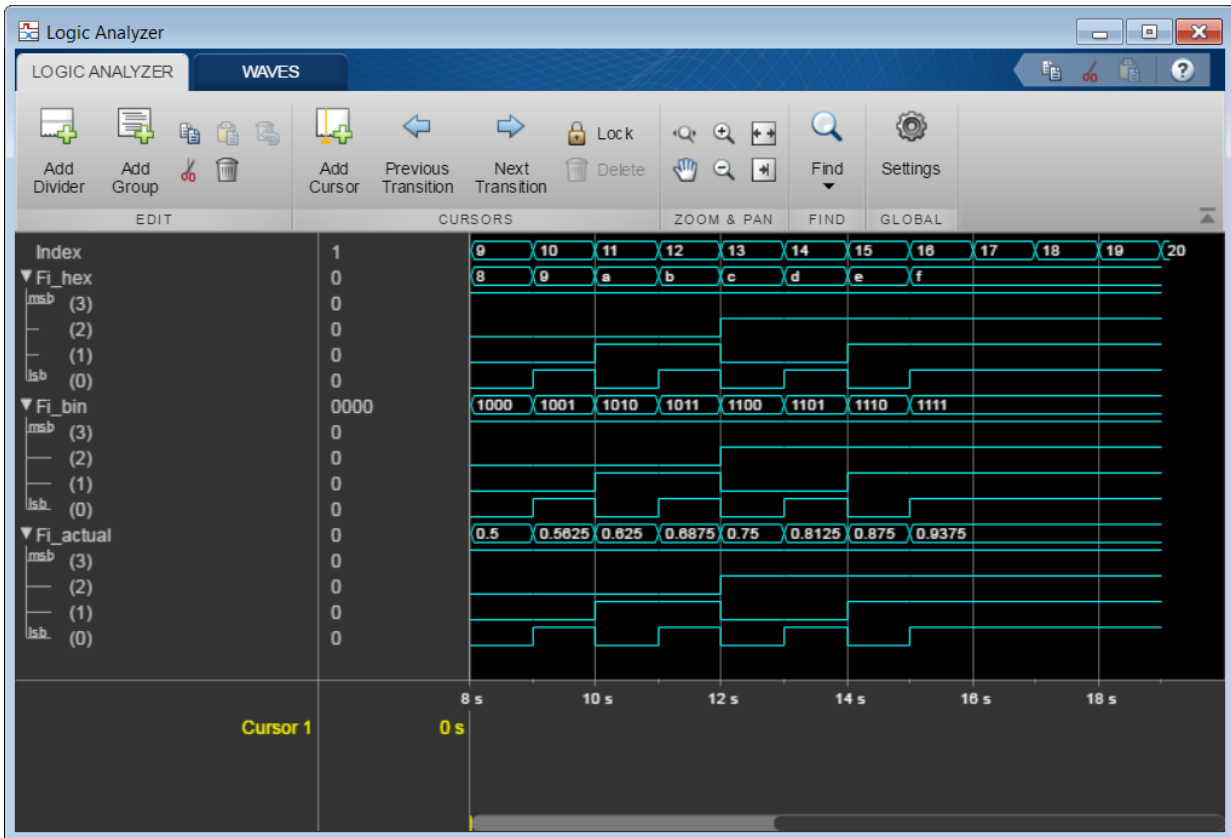 Logic Analyzer
LOGIC ANALYZER WAVES
?
Add Divider
Add Group
Add Cursor
Previous Transition
Next Transition
Lock
Delete
Find
Settings
EDIT CURSORS ZOOM & PAN FIND GLOBAL
Index 1 9 10 11 12 13 14 15 16 17 18 19 20
Fi_hex 0 8 9 a b c d e f
msb (3) 0
(2) 0
(1) 0
lsb (0) 0
Fi_bin 0000 1000 1001 1010 1011 1100 1101 1110 1111
msb (3) 0
(2) 0
(1) 0
lsb (0) 0
Fi_actual 0 0.5 0.5625 0.625 0.6875 0.75 0.8125 0.875 0.9375
msb (3) 0
(2) 0
(1) 0
lsb (0) 0
8 s 10 s 12 s 14 s 16 s 18 s
Cursor 1 0 s